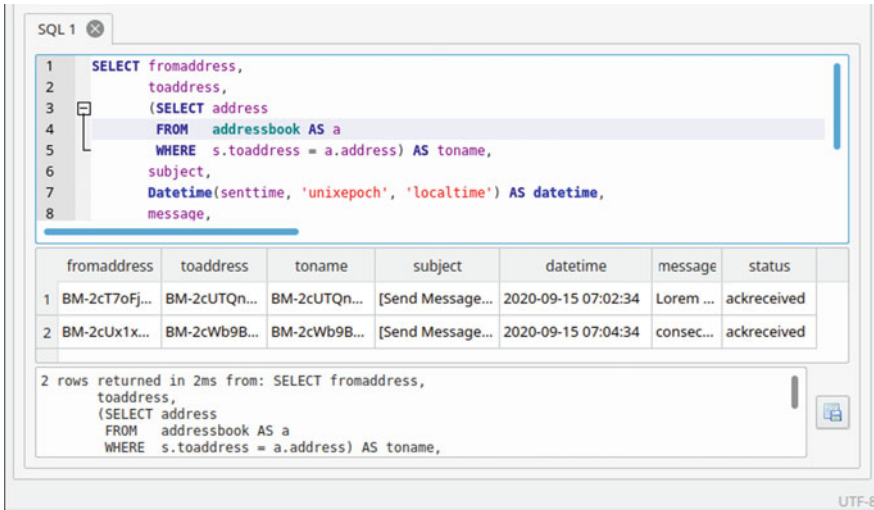 SQL 1
1 SELECT fromaddress,
2 toaddress,
3 (SELECT address
4 FROM addressbook AS a
5 WHERE s.toaddress = a.address) AS toname,
6 subject,
7 Datetime(senttime, 'unixepoch', 'localtime') AS datetime,
8 message,
fromaddress toaddress toname subject datetime message status
1 BM-2cT7oFj... BM-2cUTQn... BM-2cUTQn... [Send Message... 2020-09-15 07:02:34 Lorem ... ackreceived
2 BM-2cUx1x... BM-2cWb9B... BM-2cWb9B... [Send Message... 2020-09-15 07:04:34 consec... ackreceived
2 rows returned in 2ms from: SELECT fromaddress,
toaddress,
(SELECT address
FROM addressbook AS a
WHERE s.toaddress = a.address) AS toname,
UTF-8